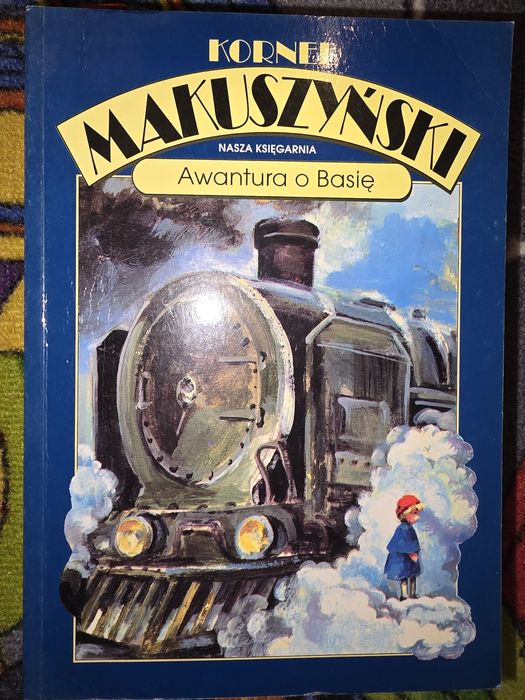 KORNEL
MAKUSZYŃSKI
NASZA KSIĘGARNIA
Awantura o Basię